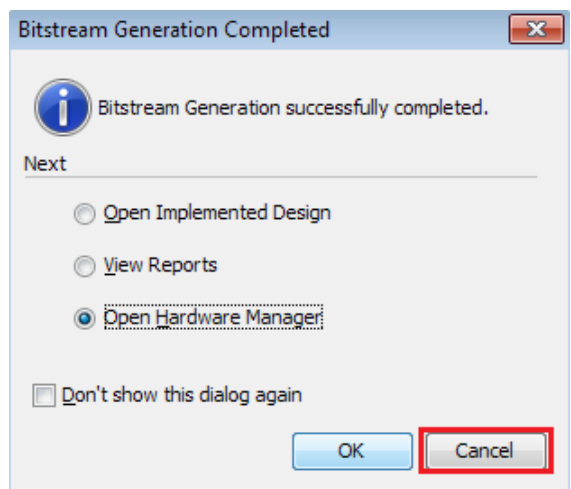 Bitstream Generation Completed
Bitstream Generation successfully completed.
Next
Open Implemented Design
View Reports
Open Hardware Manager
Don't show this dialog again
OK Cancel